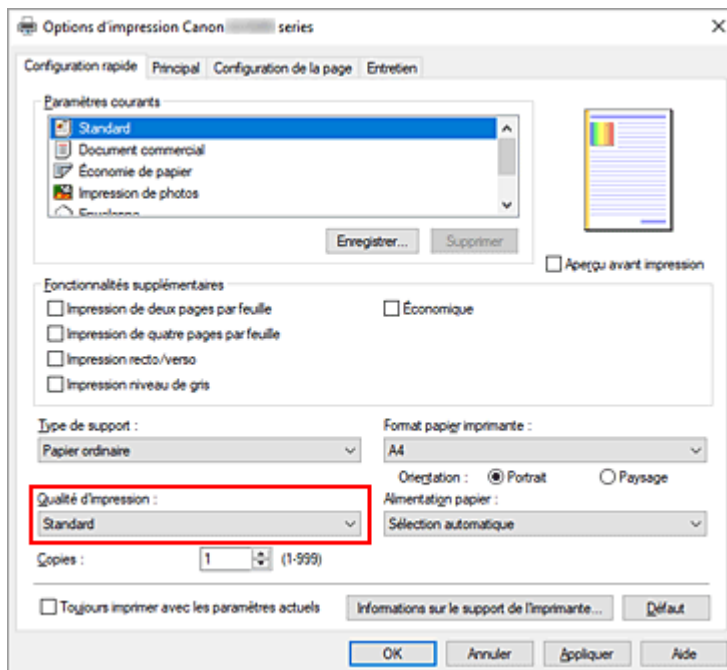 Options d'impression Canon series
Configuration rapide Principal Configuration de la page Entretien
Paramètres courants
Standard
Document commercial
Économie de papier
Impression de photos
Enregistrer... Supprimer
Aperçu avant impression
Fonctionnalités supplémentaires
Impression de deux pages par feuille Économique
Impression de quatre pages par feuille
Impression recto/verso
Impression niveau de gris
Type de support : Format papier imprimante :
Papier ordinaire A4
Orientation : Portrait Paysage
Qualité d'impression : Alimentation papier :
Standard Sélection automatique
Copies : 1 (1-999)
Toujours imprimer avec les paramètres actuels Informations sur le support de l'imprimante... Défaut
OK Annuler Appliquer Aide